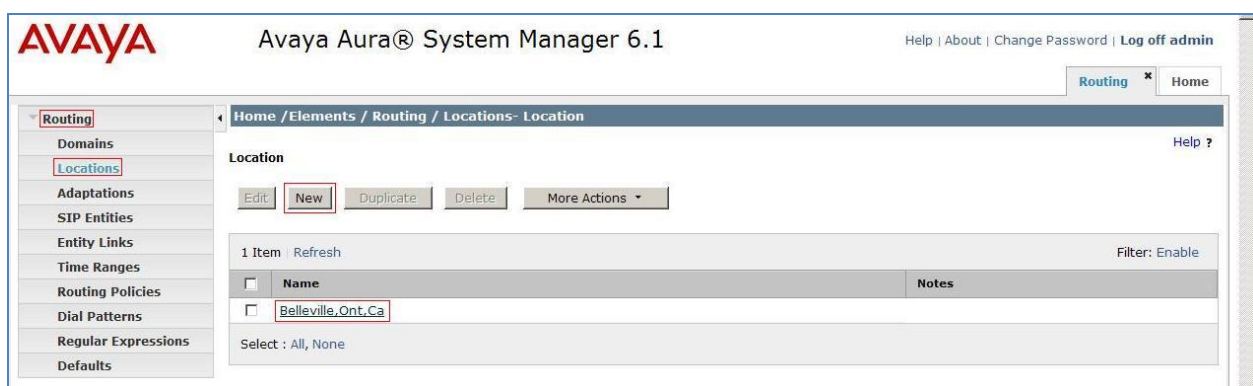 AVAYA
Avaya Aura® System Manager 6.1
Help | About | Change Password | Log off admin
Routing × Home
Routing
Domains
Locations
Adaptations
SIP Entities
Entity Links
Time Ranges
Routing Policies
Dial Patterns
Regular Expressions
Defaults
Home /Elements / Routing / Locations- Location
Help ?
Location
Edit New Duplicate Delete More Actions
1 Item | Refresh Filter: Enable
Name Notes
Belleville,Ont,Ca
Select : All, None